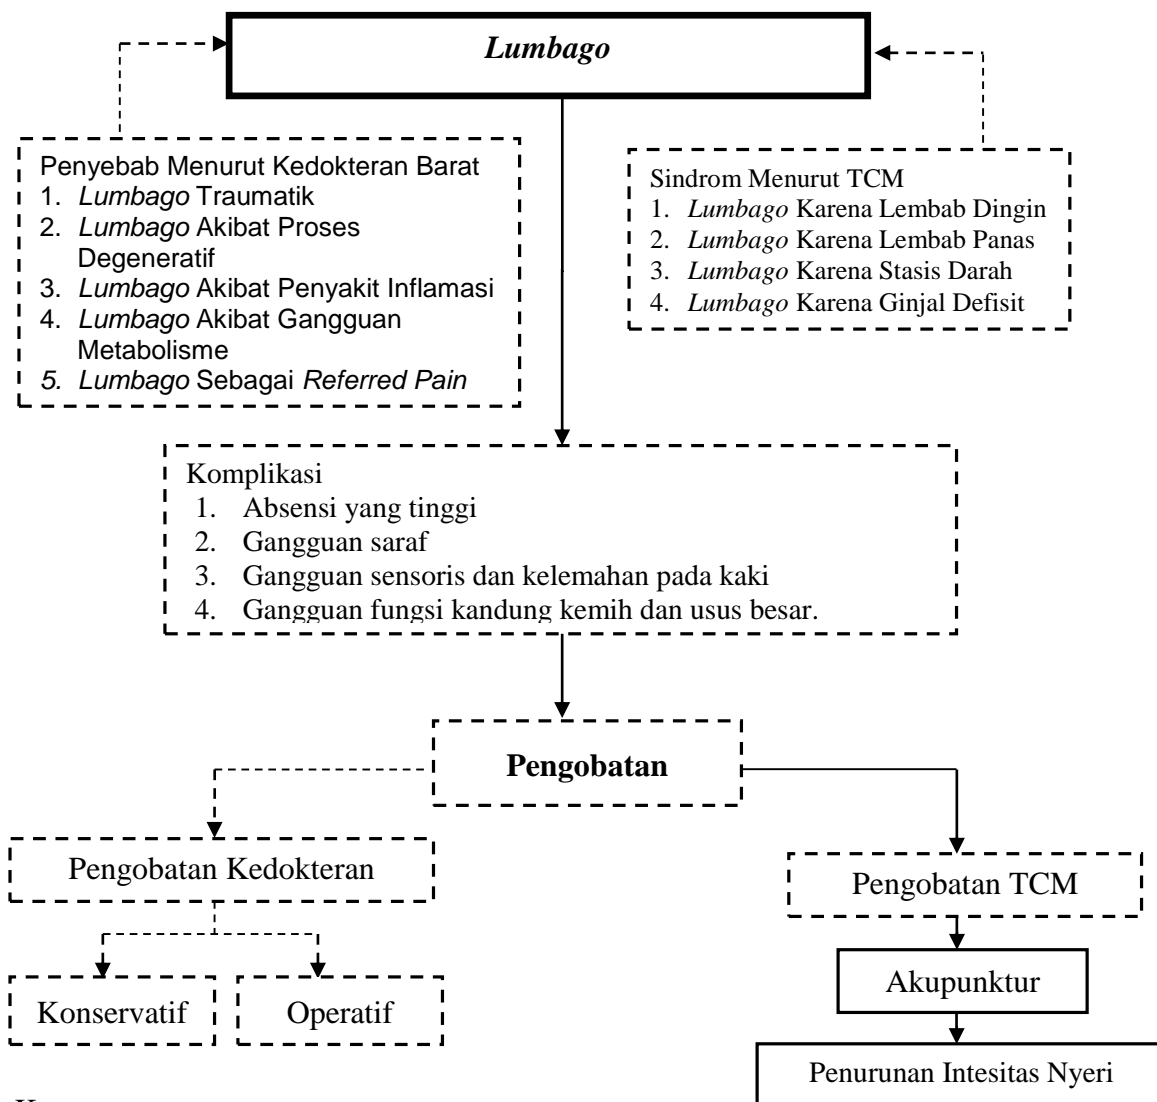 Lumbago
Penyebab Menurut Kedokteran Barat
1. Lumbago Traumatik
2. Lumbago Akibat Proses
Degeneratif
3. Lumbago Akibat Penyakit Inflamasi
4. Lumbago Akibat Gangguan
Metabolisme
5. Lumbago Sebagai Referred Pain
Sindrom Menurut TCM
1. Lumbago Karena Lembab Dingin
2. Lumbago Karena Lembab Panas
3. Lumbago Karena Stasis Darah
4. Lumbago Karena Ginjal Defisit
Komplikasi
1. Absensi yang tinggi
2. Gangguan saraf
3. Gangguan sensoris dan kelemahan pada kaki
4. Gangguan fungsi kandung kemih dan usus besar.
Pengobatan
Pengobatan Kedokteran
Pengobatan TCM
Konservatif
Operatif
Akupunktur
Penurunan Intesitas Nyeri